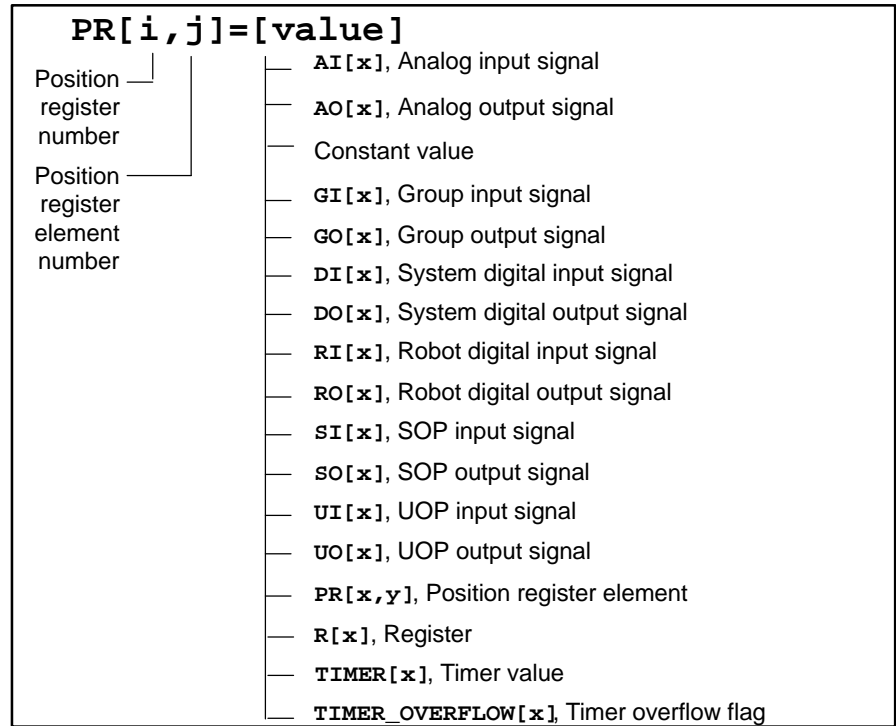 PR[i,j]=[value]
Position
register
number
Position
register
element
number
AI[x], Analog input signal
AO[x], Analog output signal
Constant value
GI[x], Group input signal
GO[x], Group output signal
DI[x], System digital input signal
DO[x], System digital output signal
RI[x], Robot digital input signal
RO[x], Robot digital output signal
SI[x], SOP input signal
SO[x], SOP output signal
UI[x], UOP input signal
UO[x], UOP output signal
PR[x,y], Position register element
R[x], Register
TIMER[x], Timer value
TIMER_OVERFLOW[x], Timer overflow flag